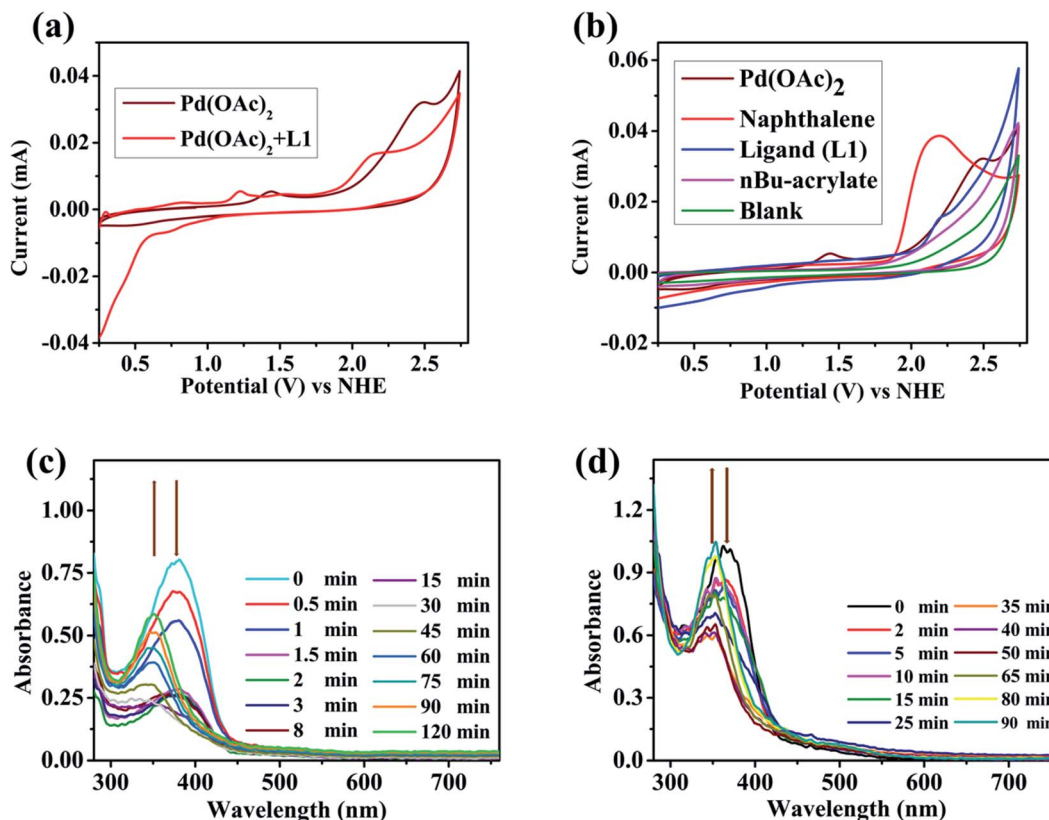 (a)
0.04
0.02
0.00
-0.02
-0.04
Current (mA)
Pd(OAc)2
Pd(OAc)2+L1
0.5 1.0 1.5 2.0 2.5
Potential (V) vs NHE
(b)
0.06
0.04
0.02
0.00
-0.02
Current (mA)
Pd(OAc)2
Naphthalene
Ligand (L1)
nBu-acrylate
Blank
0.5 1.0 1.5 2.0 2.5
Potential (V) vs NHE
(c)
1.00
0.75
0.50
0.25
0.00
Absorbance
0 min 15 min
0.5 min 30 min
1 min 45 min
1.5 min 60 min
2 min 75 min
3 min 90 min
8 min 120 min
300 400 500 600 700
Wavelength (nm)
(d)
1.2
0.9
0.6
0.3
0.0
Absorbance
0 min 35 min
2 min 40 min
5 min 50 min
10 min 65 min
15 min 80 min
25 min 90 min
300 400 500 600 700
Wavelength (nm)